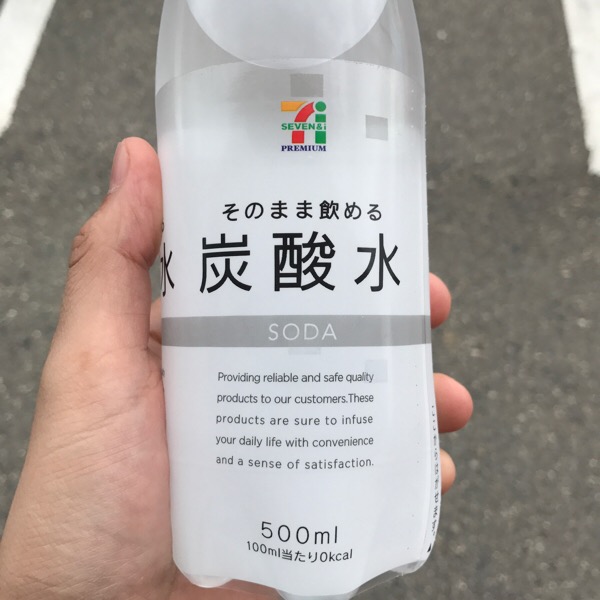 7i
SEVEN&i
PREMIUM
そのまま飲める
炭酸水
水
SODA
Providing reliable and safe quality
products to our customers.These
products are sure to infuse
your daily life with convenience
and a sense of satisfaction.
500ml
100ml当たり0kcal